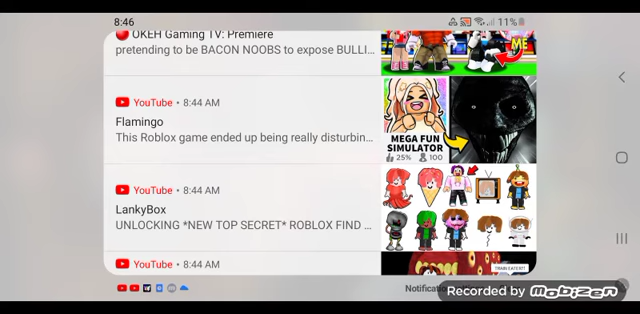 8:46
11%
OKEH Gaming TV: Premiere
pretending to be BACON NOOBS to expose BULLI...
ME
YouTube • 8:44 AM
Flamingo
This Roblox game ended up being really disturbin...
MEGA FUN
SIMULATOR
25% 100
YouTube • 8:44 AM
LankyBox
UNLOCKING *NEW TOP SECRET* ROBLOX FIND ...
YouTube • 8:44 AM
TRAIN EATER!!
Recorded by MOBIZEN